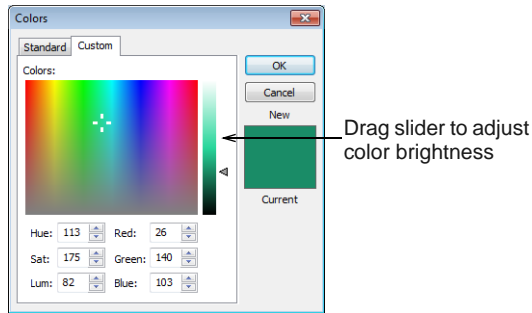 Colors
Standard Custom
Colors:
OK
Cancel
New
Drag slider to adjust
color brightness
Current
Hue: 113 Red: 26
Sat: 175 Green: 140
Lum: 82 Blue: 103